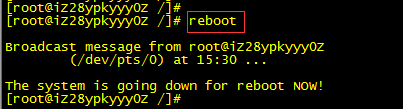 [root@iZ28ypkyyy0Z /]#
[root@iZ28ypkyyy0Z /]# reboot
Broadcast message from root@iZ28ypkyyy0Z
(/dev/pts/0) at 15:30 ...
The system is going down for reboot NOW!
[root@iZ28ypkyyy0Z /]#